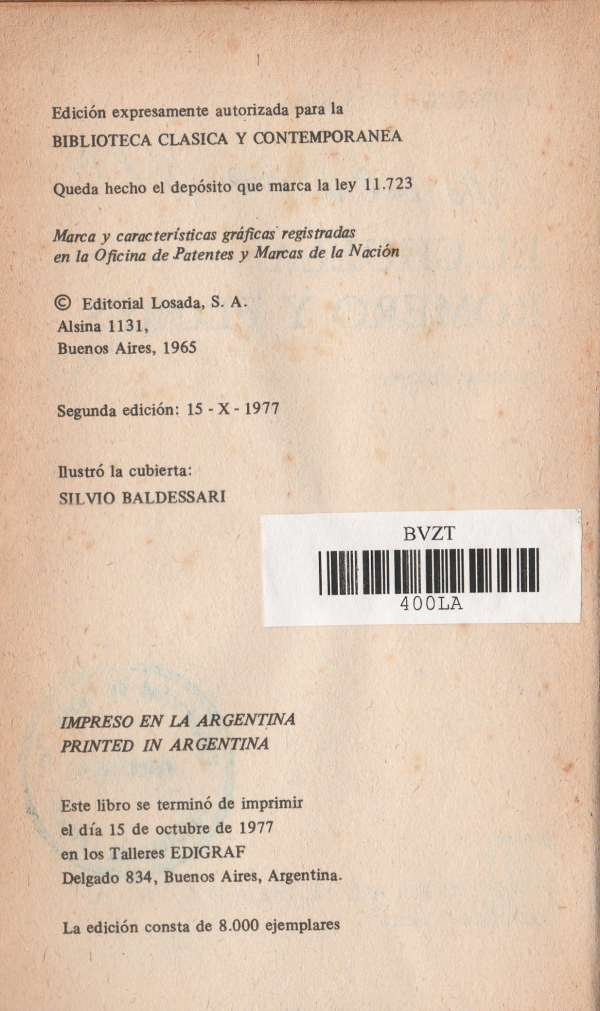 Edición expresamente autorizada para la
BIBLIOTECA CLASICA Y CONTEMPORANEA
Queda hecho el depósito que marca la ley 11.723
Marca y características gráficas registradas
en la Oficina de Patentes y Marcas de la Nación
© Editorial Losada, S. A.
Alsina 1131,
Buenos Aires, 1965
Segunda edición: 15 - X - 1977
Ilustró la cubierta:
SILVIO BALDESSARI
BVZT
400LA
IMPRESO EN LA ARGENTINA
PRINTED IN ARGENTINA
Este libro se terminó de imprimir
el día 15 de octubre de 1977
en los Talleres EDIGRAF
Delgado 834, Buenos Aires, Argentina.
La edición consta de 8.000 ejemplares